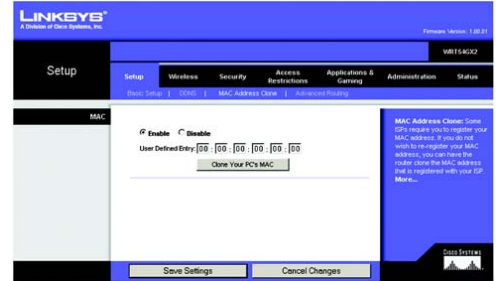 LINKSYS®
A Division of Cisco Systems, Inc.
Firmware Version: 1.00.01
WRT54GX2
Setup
Setup Wireless Security Access Restrictions Applications & Gaming Administration Status
Basic Setup | DDNS | MAC Address Clone | Advanced Routing
MAC
Enable Disable
User Defined Entry: 00 : 00 : 00 : 00 : 00 : 00
Clone Your PC's MAC
MAC Address Clone: Some
ISPs require you to register your
MAC address. If you do not
wish to re-register your MAC
address, you can have the
router clone the MAC address
that is registered with your ISP.
More...
CISCO SYSTEMS
Save Settings Cancel Changes